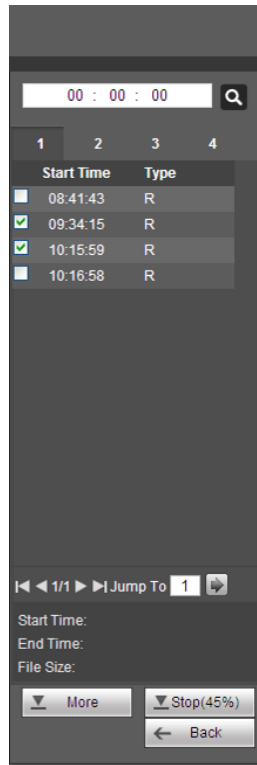 00 : 00 : 00
1 2 3 4
Start Time Type
08:41:43 R
09:34:15 R
10:15:59 R
10:16:58 R
1/1 Jump To 1
Start Time:
End Time:
File Size:
More Stop(45%)
Back